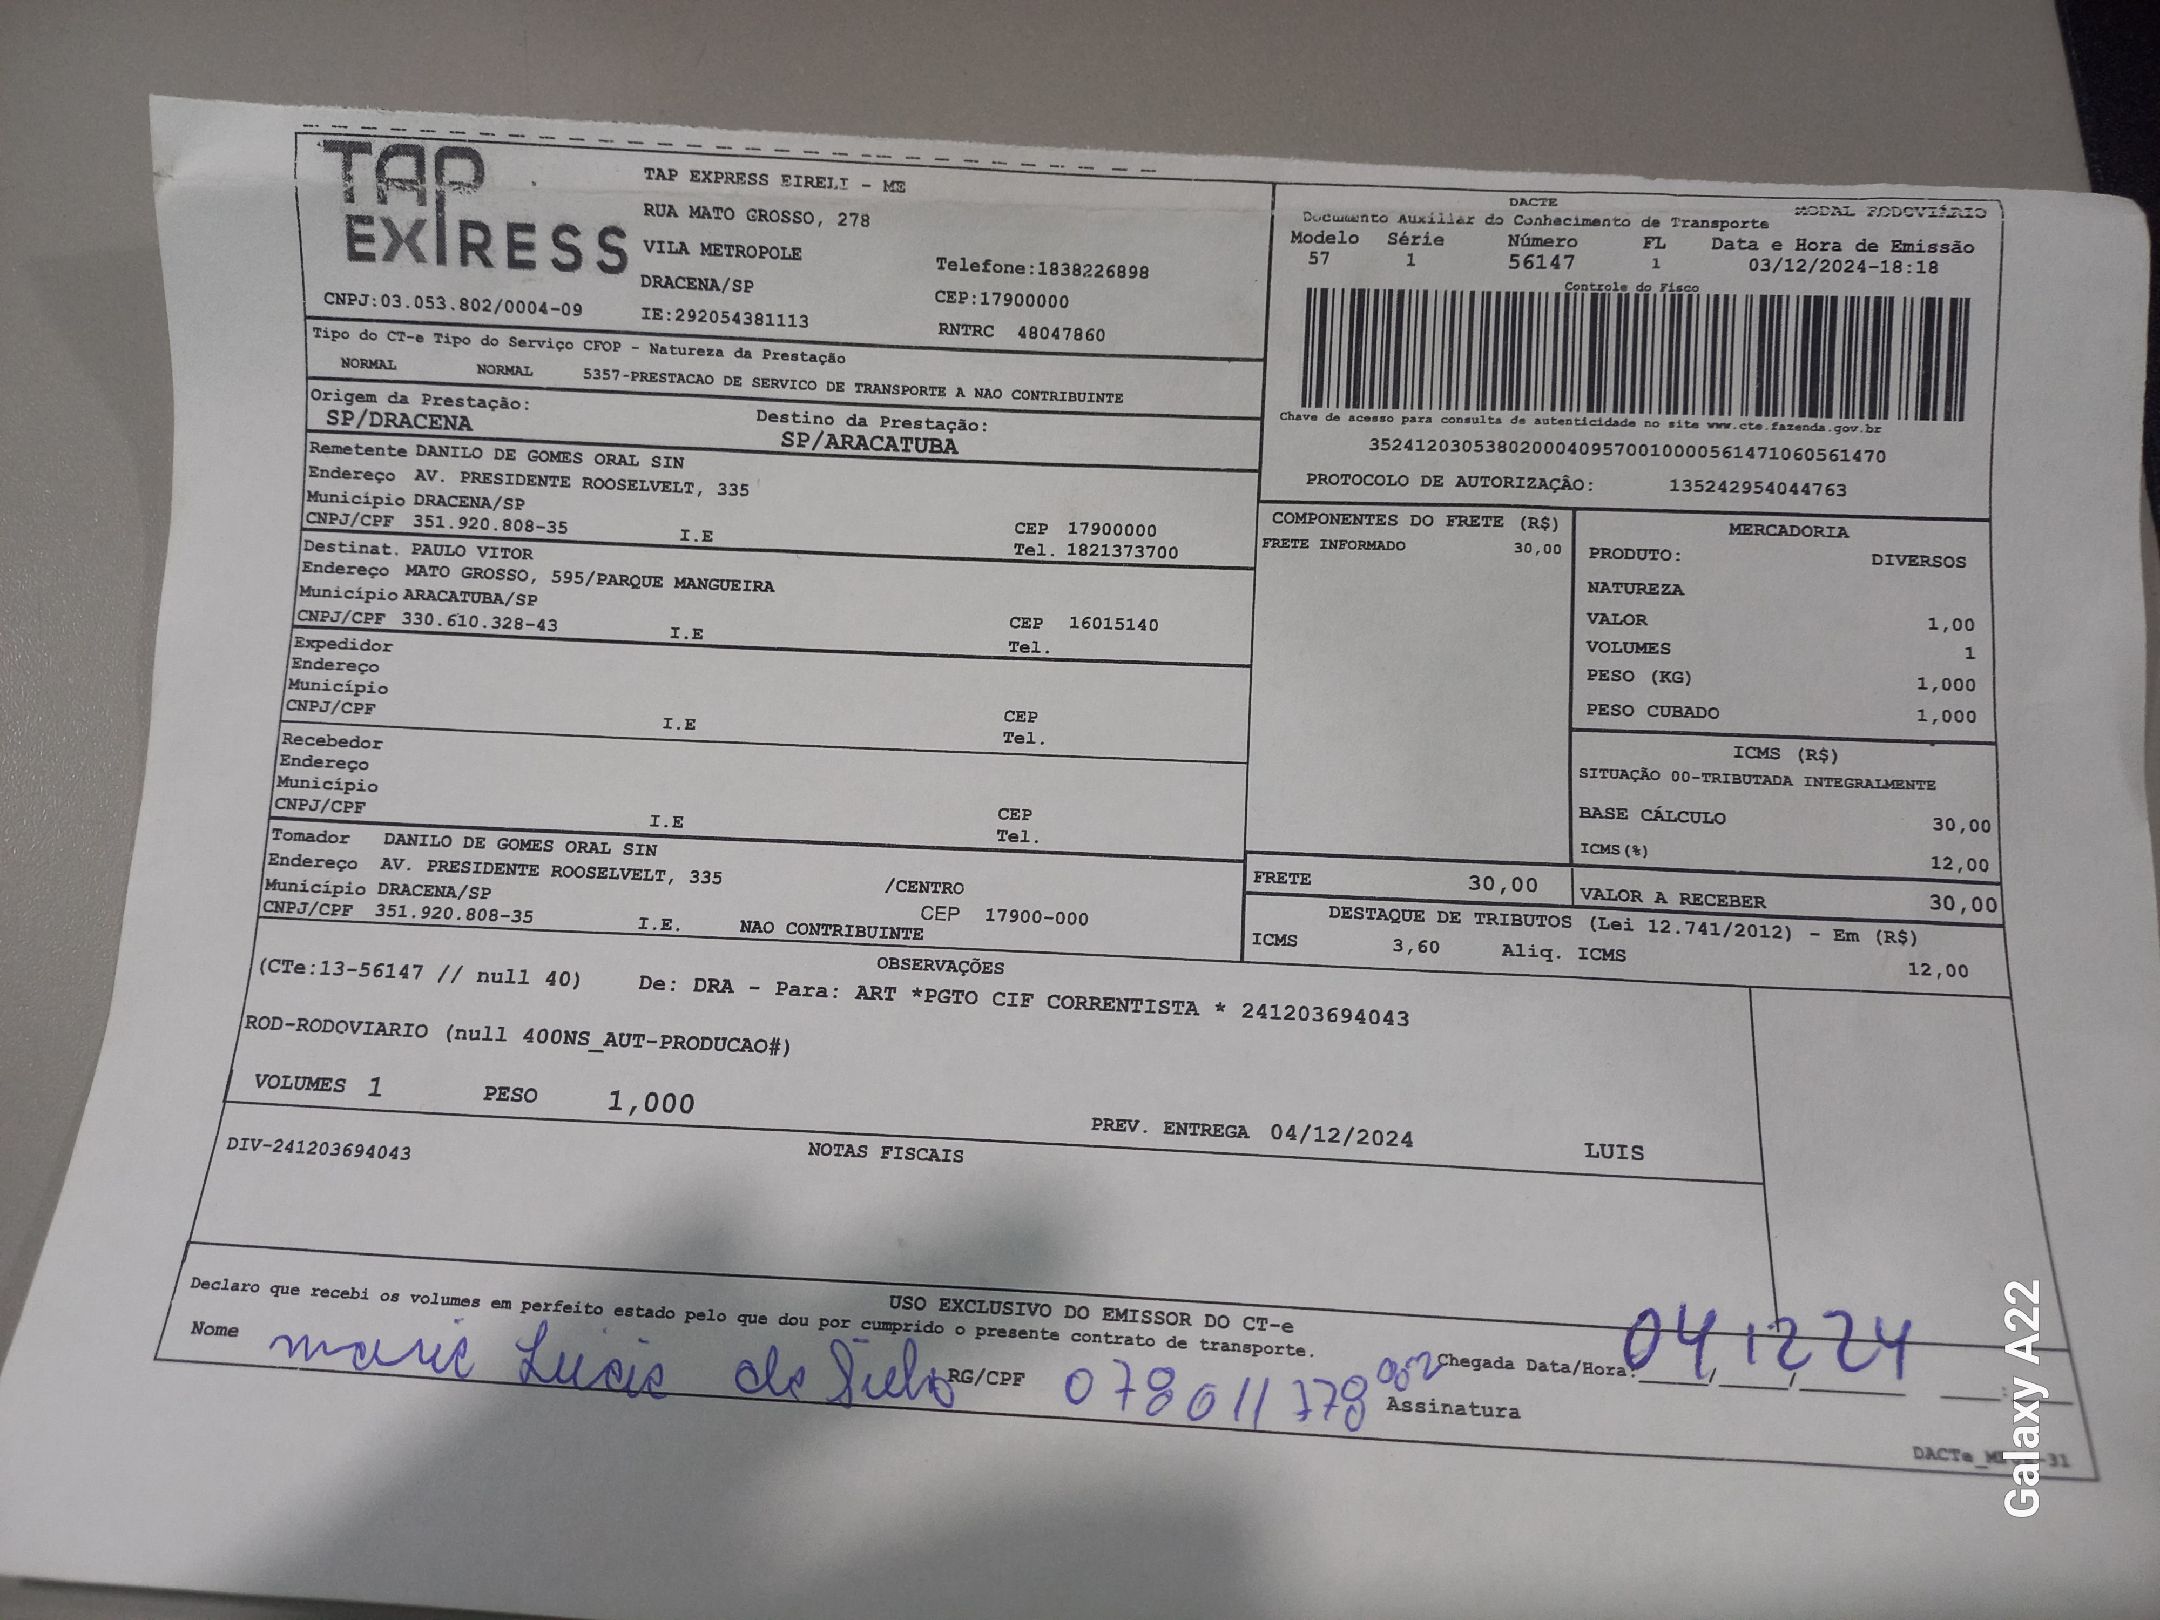 TAP
EXPRESS
TAP EXPRESS EIRELI - ME
RUA MATO GROSSO, 278
VILA METROPOLE
DRACENA/SP
Telefone:1838226898
CEP:17900000
CNPJ:03.053.802/0004-09
IE:292054381113
RNTRC 48047860
DACTE
MODAL RODOVIÁRIO
Documento Auxiliar do Conhecimento de Transporte
Modelo Série Número FL Data e Hora de Emissão
57 1 56147 1 03/12/2024-18:18
Controle do Fisco
Chave de acesso para consulta de autenticidade no site www.cte.fazenda.gov.br
35241203053802000409570010000561471060561470
PROTOCOLO DE AUTORIZAÇÃO: 135242954044763
Tipo do CT-e Tipo do Serviço CFOP - Natureza da Prestação
NORMAL NORMAL 5357-PRESTACAO DE SERVICO DE TRANSPORTE A NAO CONTRIBUINTE
Origem da Prestação: Destino da Prestação:
SP/DRACENA SP/ARACATUBA
Remetente DANILO DE GOMES ORAL SIN
Endereço AV. PRESIDENTE ROOSELVELT, 335
Município DRACENA/SP CEP 17900000
CNPJ/CPF 351.920.808-35 I.E Tel. 1821373700
Destinat. PAULO VITOR
Endereço MATO GROSSO, 595/PARQUE MANGUEIRA
Município ARACATUBA/SP CEP 16015140
CNPJ/CPF 330.610.328-43 I.E Tel.
Expedidor
Endereço
Município CEP
CNPJ/CPF I.E Tel.
Recebedor
Endereço
Município CEP
CNPJ/CPF I.E Tel.
Tomador DANILO DE GOMES ORAL SIN
Endereço AV. PRESIDENTE ROOSELVELT, 335 /CENTRO
Município DRACENA/SP CEP 17900-000
CNPJ/CPF 351.920.808-35 I.E. NAO CONTRIBUINTE
COMPONENTES DO FRETE (R$)
FRETE INFORMADO 30,00
MERCADORIA
PRODUTO: DIVERSOS
NATUREZA
VALOR 1,00
VOLUMES 1
PESO (KG) 1,000
PESO CUBADO 1,000
ICMS (R$)
SITUAÇÃO 00-TRIBUTADA INTEGRALMENTE
BASE CÁLCULO 30,00
ICMS(%) 12,00
FRETE 30,00 VALOR A RECEBER 30,00
DESTAQUE DE TRIBUTOS (Lei 12.741/2012) - Em (R$)
ICMS 3,60 Aliq. ICMS 12,00
OBSERVAÇÕES
(CTe:13-56147 // null 40) De: DRA - Para: ART *PGTO CIF CORRENTISTA * 241203694043
ROD-RODOVIARIO (null 400NS_AUT-PRODUCAO#)
VOLUMES 1 PESO 1,000 PREV. ENTREGA 04/12/2024 LUIS
NOTAS FISCAIS
DIV-241203694043
USO EXCLUSIVO DO EMISSOR DO CT-e
Declaro que recebi os volumes em perfeito estado pelo que dou por cumprido o presente contrato de transporte.
Nome RG/CPF 078011778 Chegada Data/Hora: 04 12 24
Assinatura
Galaxy A22